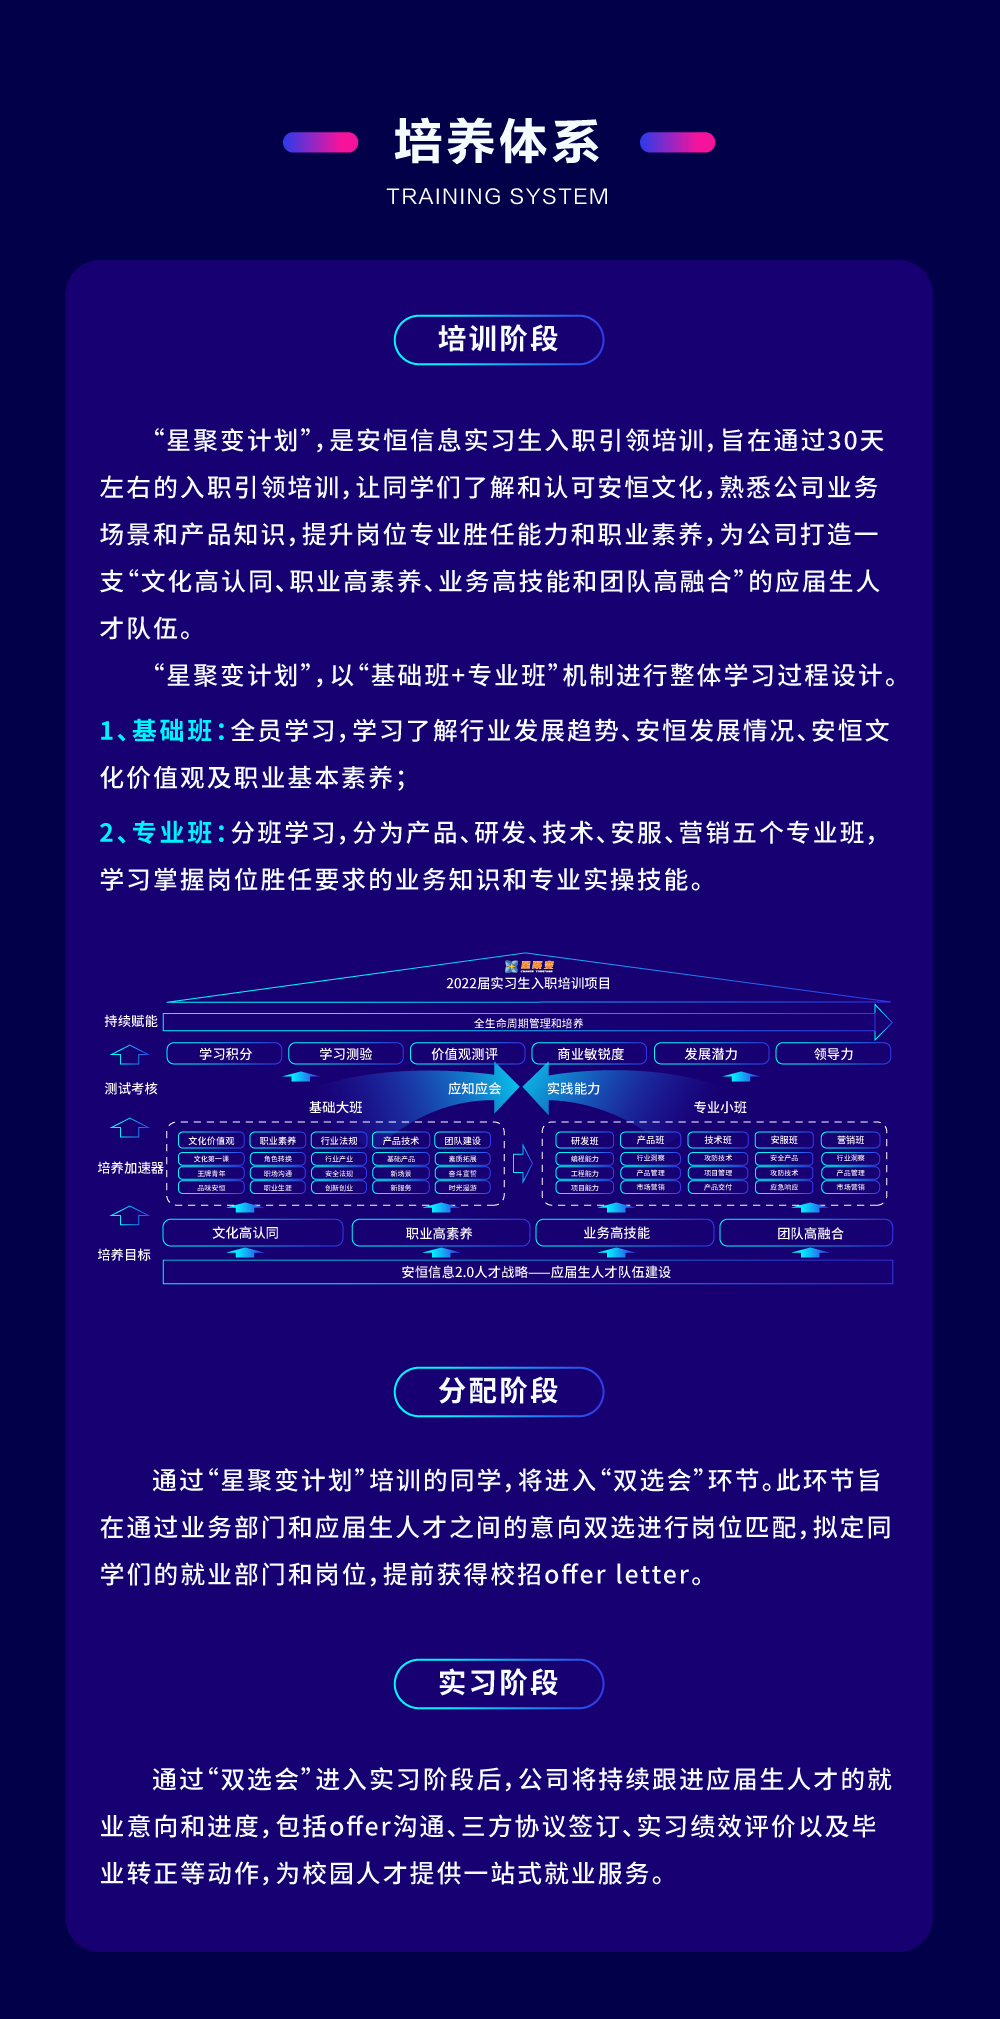 培养体系
TRAINING SYSTEM
培训阶段
“星聚变计划”，是安恒信息实习生入职引领培训，旨在通过30天
左右的入职引领培训，让同学们了解和认可安恒文化，熟悉公司业务
场景和产品知识，提升岗位专业胜任能力和职业素养，为公司打造一
支“文化高认同、职业高素养、业务高技能和团队高融合”的应届生人
才队伍。
“星聚变计划”，以“基础班+专业班”机制进行整体学习过程设计。
1、基础班：全员学习，学习了解行业发展趋势、安恒发展情况、安恒文
化价值观及职业基本素养；
2、专业班：分班学习，分为产品、研发、技术、安服、营销五个专业班，
学习掌握岗位胜任要求的业务知识和专业实操技能。
星聚变
2022届实习生入职培训项目
持续赋能
全生命周期管理和培养
学习积分 学习测验 价值观测评 商业敏锐度 发展潜力 领导力
测试考核
应知应会 实践能力
基础大班 专业小班
文化价值观 职业素养 行业法规 产品技术 团队建设 研发班 产品班 技术班 安服班 营销班
文化第一课 角色转换 行业产业 基础产品 素质拓展 编程能力 行业洞察 攻防技术 安全产品 行业洞察
培养加速器
王牌青年 职场沟通 安全法规 新场景 奋斗宣誓 工程能力 产品管理 项目管理 攻防技术 产品管理
品味安恒 职业生涯 创新创业 新服务 时光漫游 项目能力 市场营销 产品交付 应急响应 市场营销
文化高认同 职业高素养 业务高技能 团队高融合
培养目标
安恒信息2.0人才战略——应届生人才队伍建设
分配阶段
通过“星聚变计划”培训的同学，将进入“双选会”环节。此环节旨
在通过业务部门和应届生人才之间的意向双选进行岗位匹配，拟定同
学们的就业部门和岗位，提前获得校招offer letter。
实习阶段
通过“双选会”进入实习阶段后，公司将持续跟进应届生人才的就
业意向和进度，包括offer沟通、三方协议签订、实习绩效评价以及毕
业转正等动作，为校园人才提供一站式就业服务。